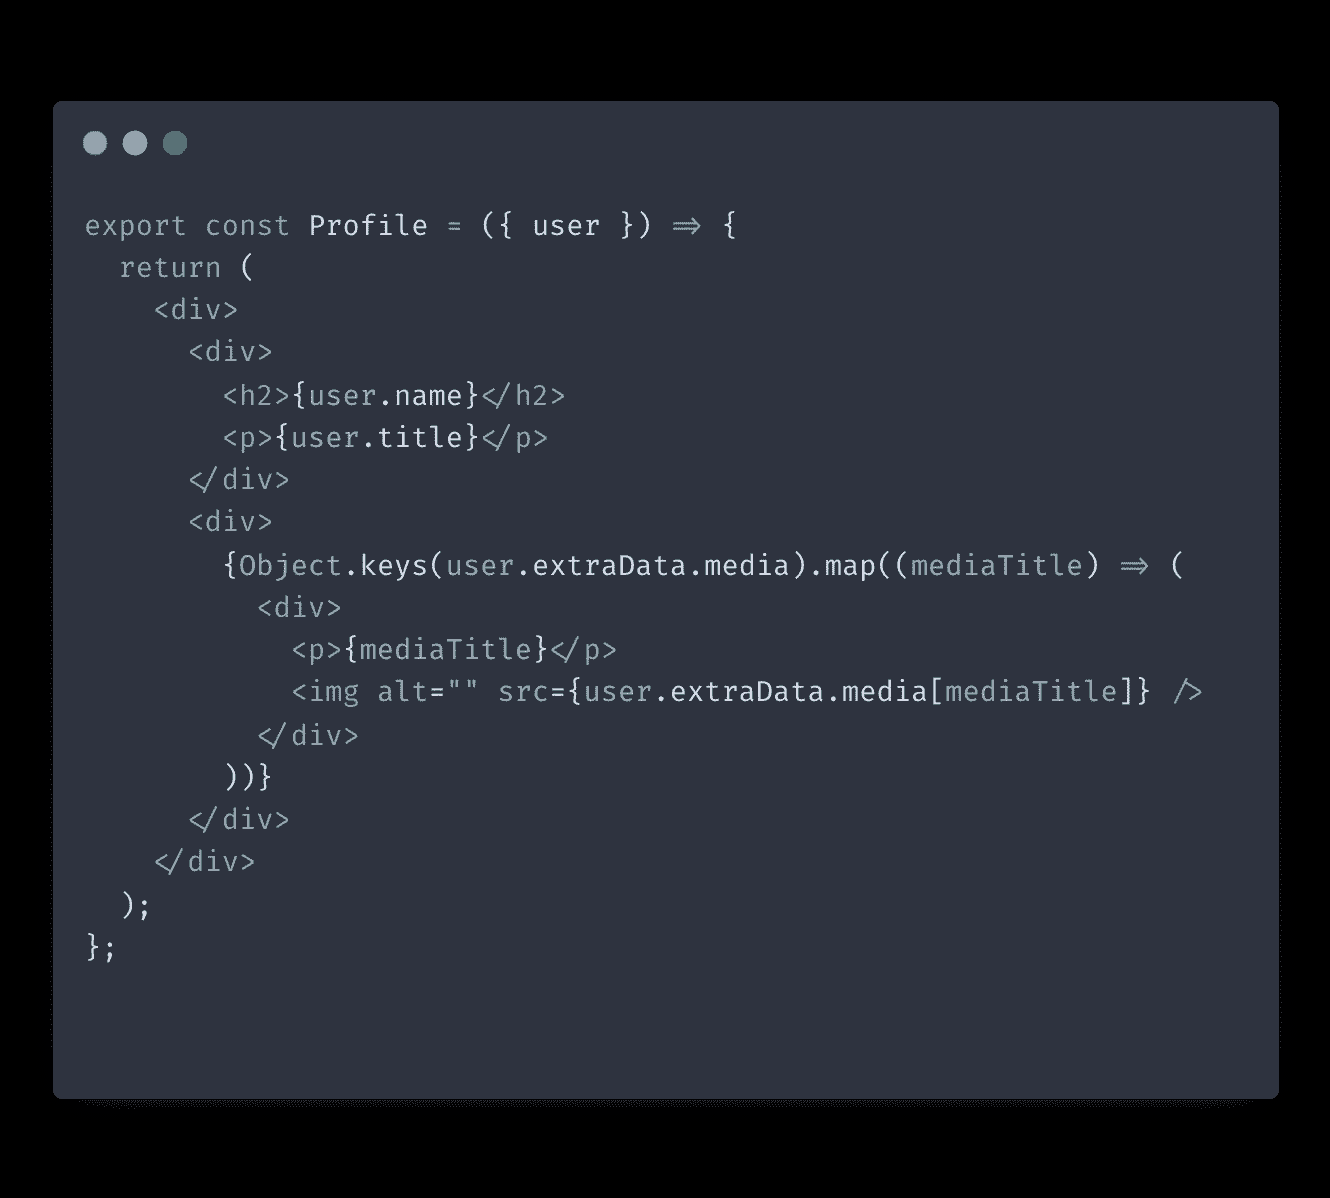 export const Profile = ({ user }) => {
  return (
    <div>
      <div>
        <h2>{user.name}</h2>
        <p>{user.title}</p>
      </div>
      <div>
        {Object.keys(user.extraData.media).map((mediaTitle) => (
          <div>
            <p>{mediaTitle}</p>
            <img alt="" src={user.extraData.media[mediaTitle]} />
          </div>
        ))}
      </div>
    </div>
  );
};